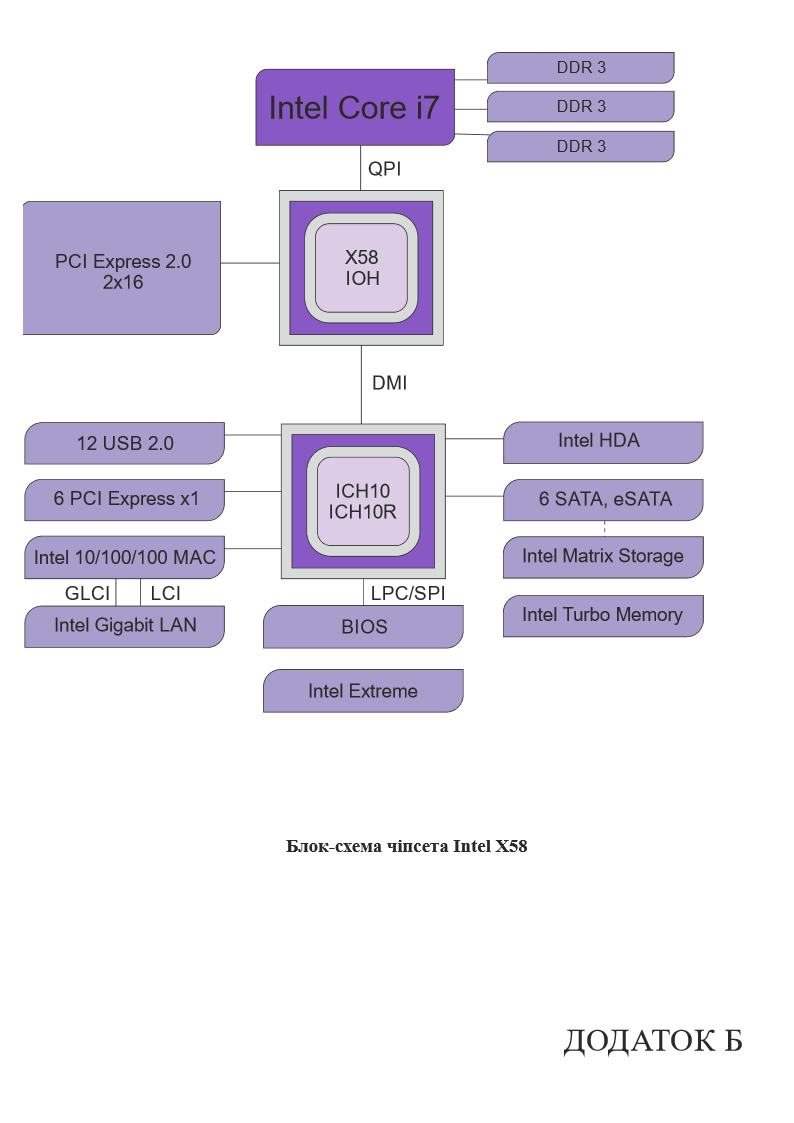 Intel Core i7
DDR 3
DDR 3
DDR 3
QPI
PCI Express 2.0
2x16
X58
IOH
DMI
12 USB 2.0
6 PCI Express x1
Intel 10/100/100 MAC
GLCI
LCI
Intel Gigabit LAN
ICH10
ICH10R
LPC/SPI
BIOS
Intel Extreme
Intel HDA
6 SATA, eSATA
Intel Matrix Storage
Intel Turbo Memory
Блок-схема чіпсета Intel X58
ДОДАТОК Б